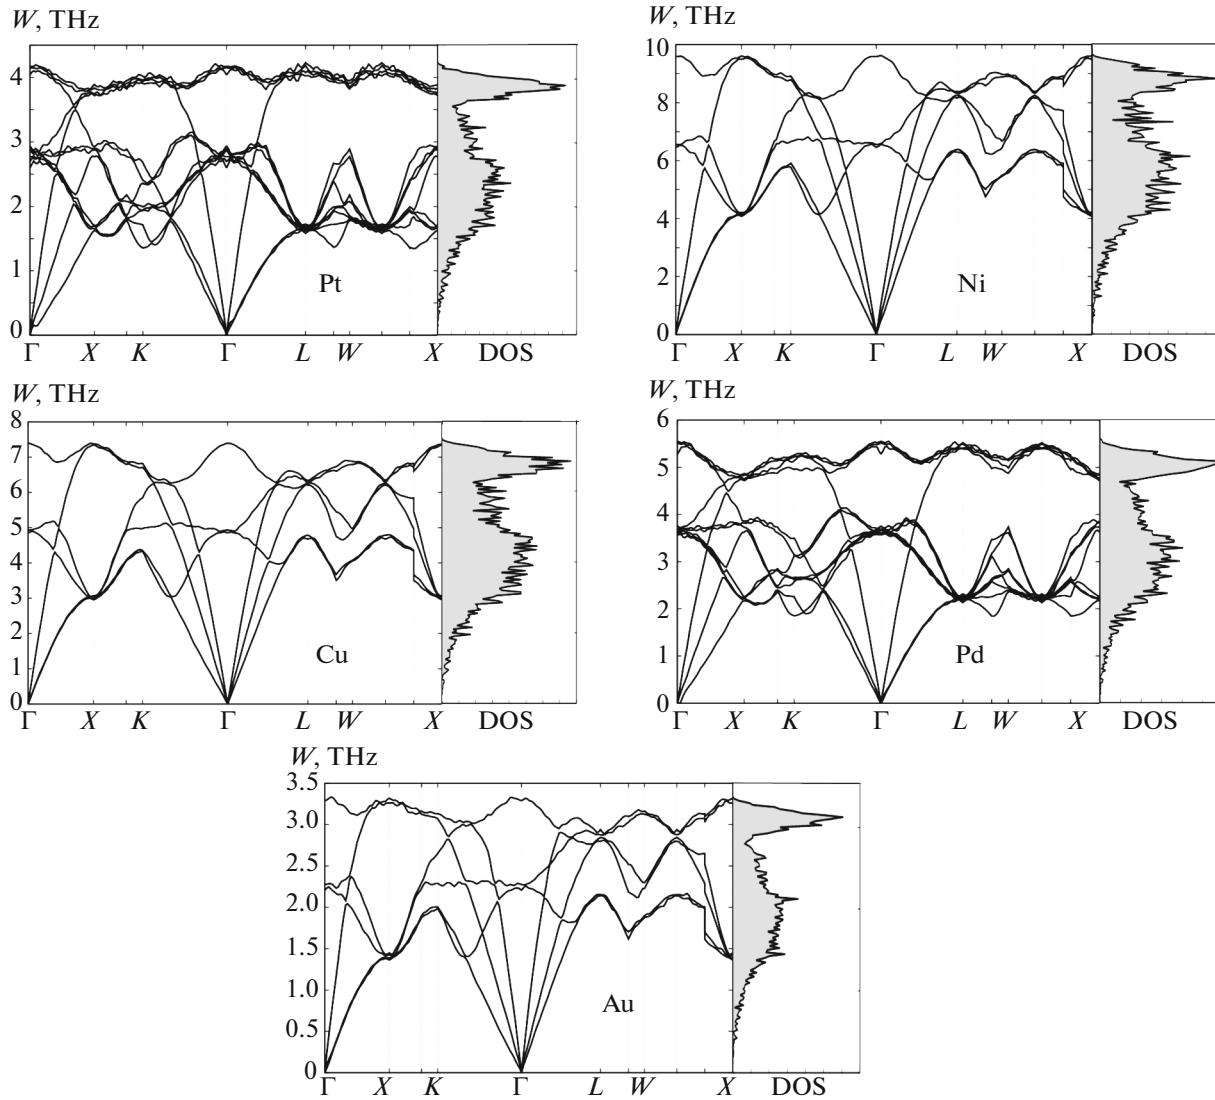 W, THz
4
3
2
1
0
Pt
Γ X K Γ L W X DOS
W, THz
10
8
6
4
2
0
Ni
Γ X K Γ L W X DOS
W, THz
8
7
6
5
4
3
2
1
0
Cu
Γ X K Γ L W X DOS
W, THz
6
5
4
3
2
1
0
Pd
Γ X K Γ L W X DOS
W, THz
3.5
3.0
2.5
2.0
1.5
1.0
0.5
0
Au
Γ X K Γ L W X DOS